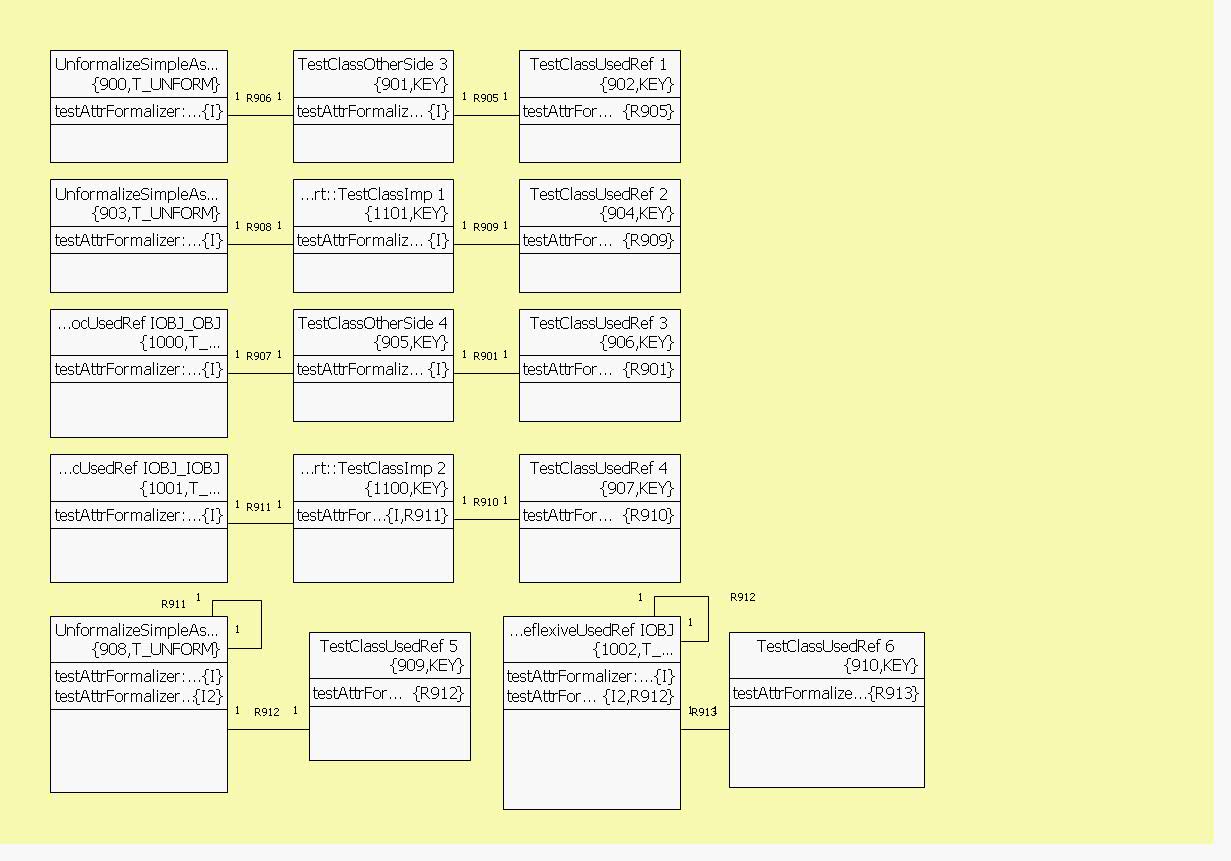 UnformalizeSimpleAs...
{900,T_UNFORM}
testAttrFormalizer:...{I}
1 R906 1
TestClassOtherSide 3
{901,KEY}
testAttrFormaliz... {I}
1 R905 1
TestClassUsedRef 1
{902,KEY}
testAttrFor... {R905}
UnformalizeSimpleAs...
{903,T_UNFORM}
testAttrFormalizer:...{I}
1 R908 1
...rt::TestClassImp 1
{1101,KEY}
testAttrFormaliz... {I}
1 R909 1
TestClassUsedRef 2
{904,KEY}
testAttrFor... {R909}
...ocUsedRef IOBJ_OBJ
{1000,T_...
testAttrFormalizer:...{I}
1 R907 1
TestClassOtherSide 4
{905,KEY}
testAttrFormaliz... {I}
1 R901 1
TestClassUsedRef 3
{906,KEY}
testAttrFor... {R901}
...cUsedRef IOBJ_IOBJ
{1001,T_...
testAttrFormalizer:...{I}
1 R911 1
...rt::TestClassImp 2
{1100,KEY}
testAttrFor...{I,R911}
1 R910 1
TestClassUsedRef 4
{907,KEY}
testAttrFor... {R910}
R911 1
1
UnformalizeSimpleAs...
{908,T_UNFORM}
testAttrFormalizer:...{I}
testAttrFormalizer...{I2}
1 R912 1
TestClassUsedRef 5
{909,KEY}
testAttrFor... {R912}
1 R912
1
...eflexiveUsedRef IOBJ
{1002,T_...
testAttrFormalizer:...{I}
testAttrFor... {I2,R912}
1 R913 1
TestClassUsedRef 6
{910,KEY}
testAttrFormalize...{R913}